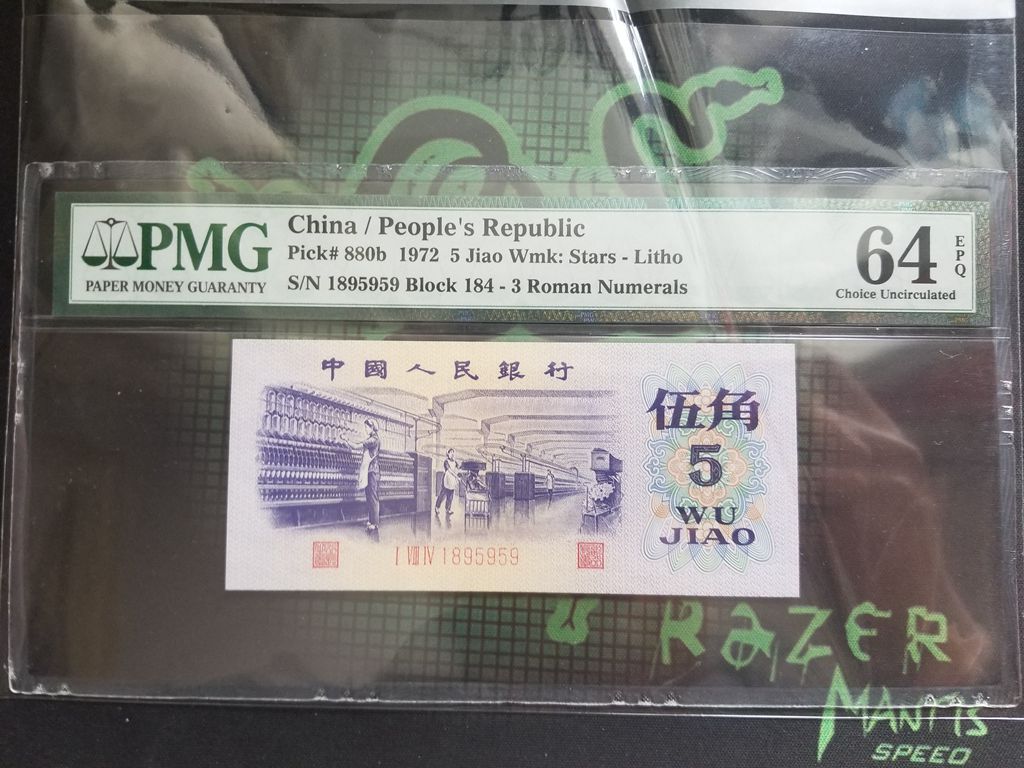 PMG
PAPER MONEY GUARANTY
China / People's Republic
Pick# 880b 1972 5 Jiao Wmk: Stars - Litho
S/N 1895959 Block 184 - 3 Roman Numerals
64
EPQ
Choice Uncirculated
中國人民銀行
伍角
5
WU
JIAO
I VIII IV 1895959
RAZER
MANTIS
SPEED